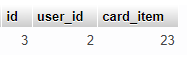 id user_id card_item
3 2 23